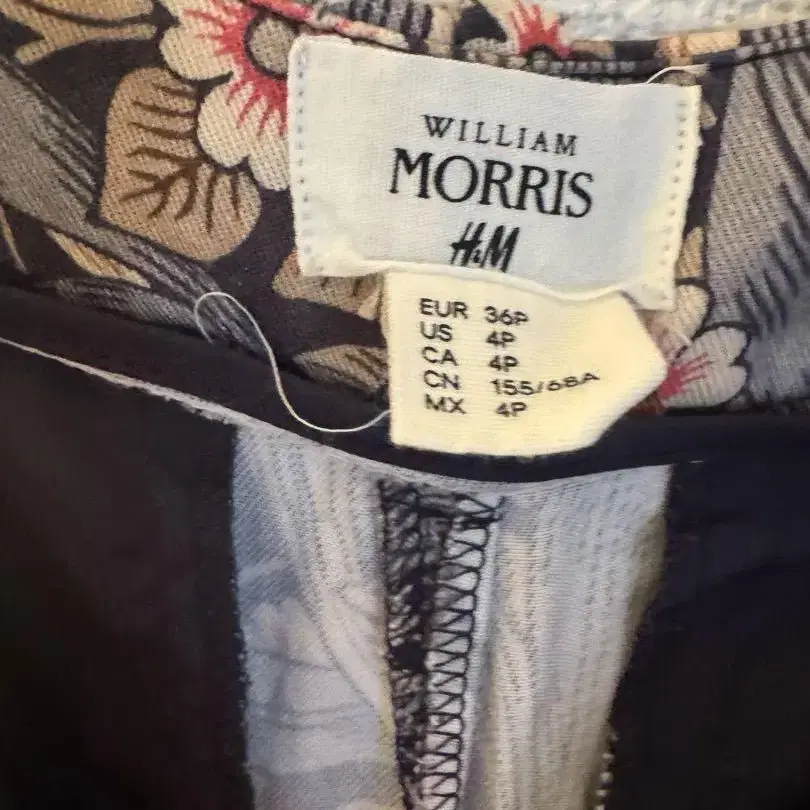 WILLIAM
MORRIS
H&M
EUR 36P
US 4P
CA 4P
CN 155/68A
MX 4P